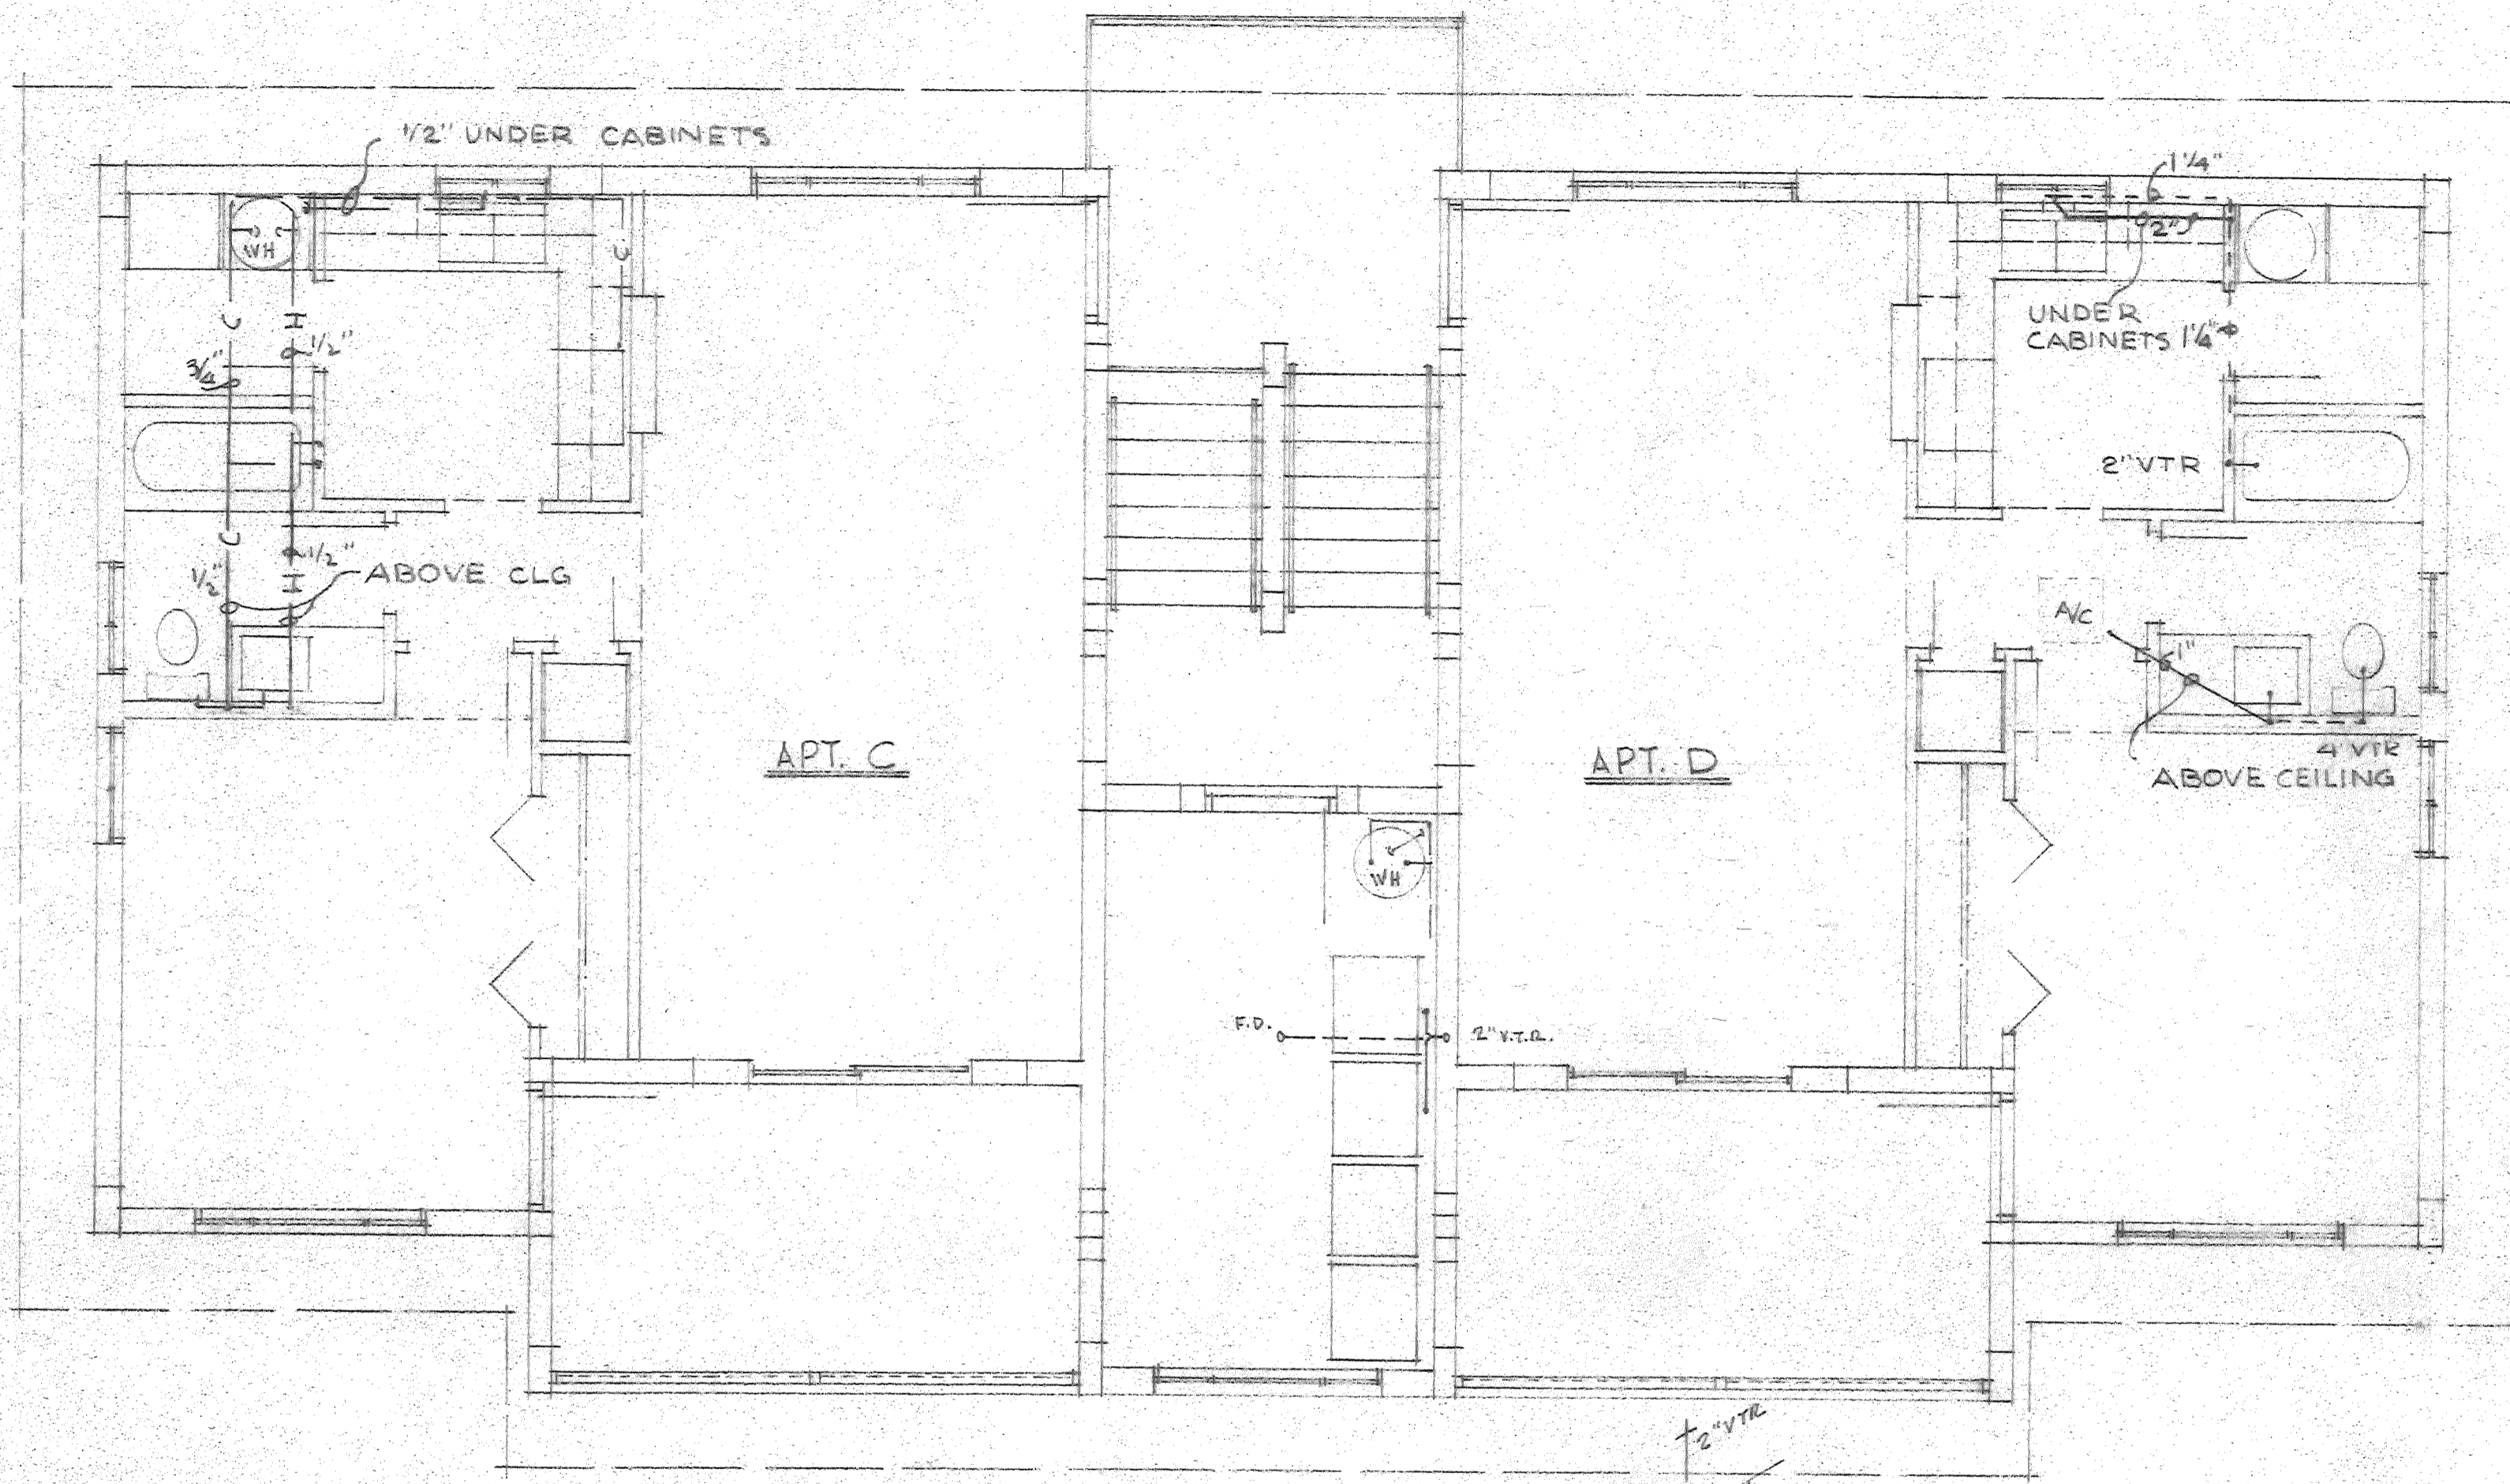 1/2" UNDER CABINETS
1 1/4"
WH
2"
C
C
H
1/2"
3/4"
UNDER
CABINETS 1 1/4"
2" VTR
C
1/2"
H
1/2"
ABOVE CLG
A/C
1"
APT. C
APT. D
4" VTR
ABOVE CEILING
WH
F.D.
2" V.T.R.
2" VTR